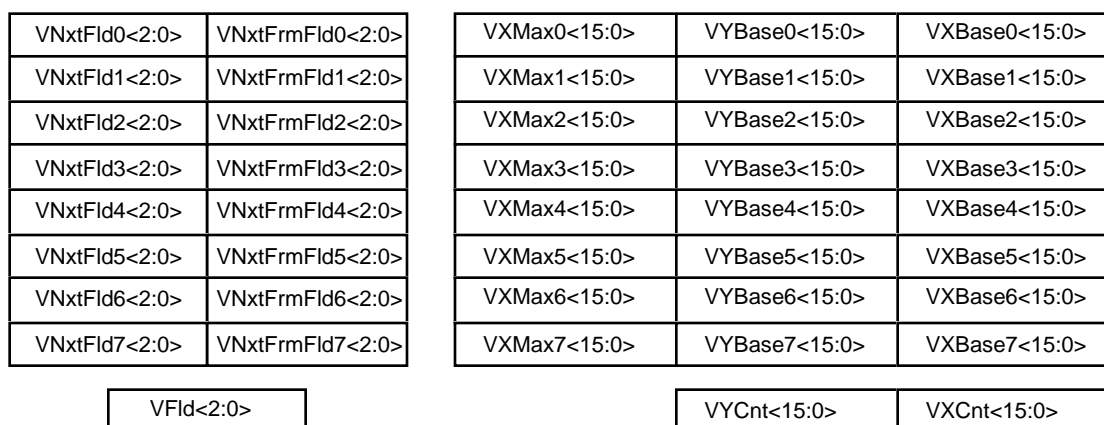 VNxtFld0<2:0> VNxtFrmFld0<2:0> VXMax0<15:0> VYBase0<15:0> VXBase0<15:0>
VNxtFld1<2:0> VNxtFrmFld1<2:0> VXMax1<15:0> VYBase1<15:0> VXBase1<15:0>
VNxtFld2<2:0> VNxtFrmFld2<2:0> VXMax2<15:0> VYBase2<15:0> VXBase2<15:0>
VNxtFld3<2:0> VNxtFrmFld3<2:0> VXMax3<15:0> VYBase3<15:0> VXBase3<15:0>
VNxtFld4<2:0> VNxtFrmFld4<2:0> VXMax4<15:0> VYBase4<15:0> VXBase4<15:0>
VNxtFld5<2:0> VNxtFrmFld5<2:0> VXMax5<15:0> VYBase5<15:0> VXBase5<15:0>
VNxtFld6<2:0> VNxtFrmFld6<2:0> VXMax6<15:0> VYBase6<15:0> VXBase6<15:0>
VNxtFld7<2:0> VNxtFrmFld7<2:0> VXMax7<15:0> VYBase7<15:0> VXBase7<15:0>
VFld<2:0> VYCnt<15:0> VXCnt<15:0>